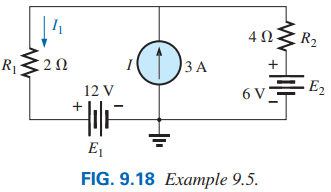 I₁
R₁ 2 Ω
I 3 A
4 Ω R₂
+
6 V E₂
−
12 V
+ −
E₁
FIG. 9.18 Example 9.5.